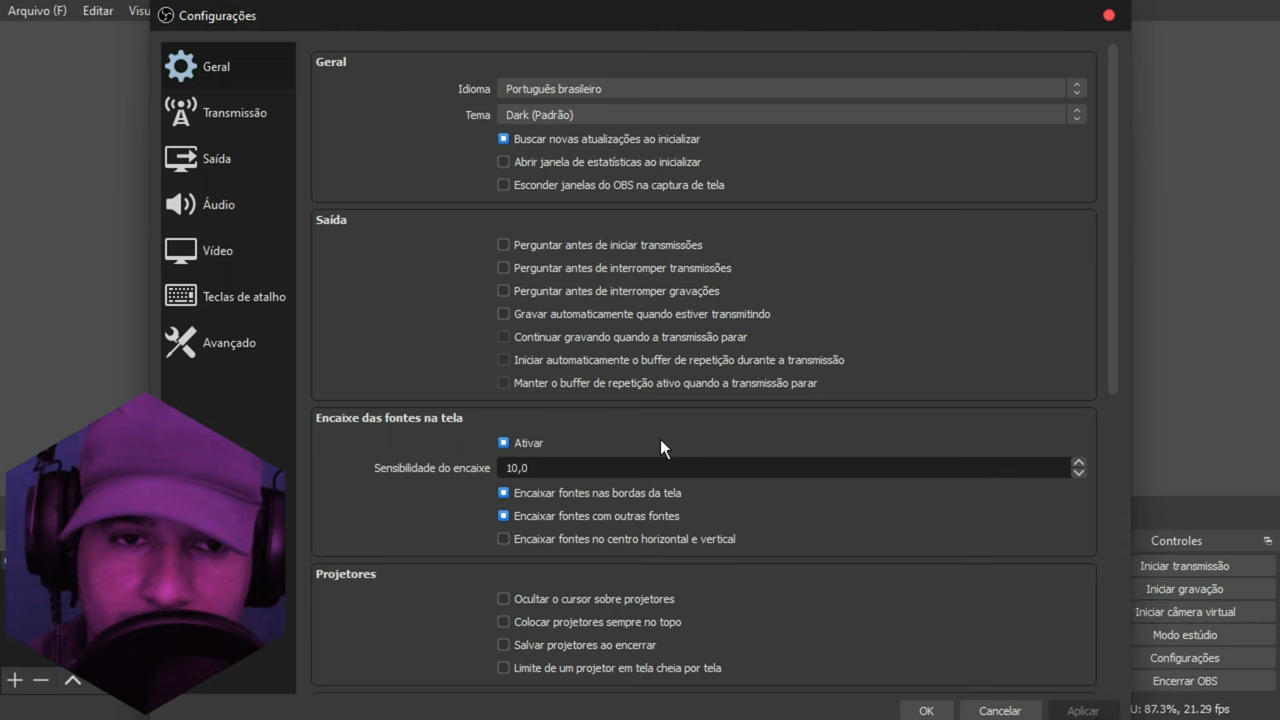 Arquivo (F) Editar Visu
Configurações
Geral
Transmissão
Saída
Áudio
Vídeo
Teclas de atalho
Avançado
Geral
Idioma Português brasileiro
Tema Dark (Padrão)
Buscar novas atualizações ao inicializar
Abrir janela de estatísticas ao inicializar
Esconder janelas do OBS na captura de tela
Saída
Perguntar antes de iniciar transmissões
Perguntar antes de interromper transmissões
Perguntar antes de interromper gravações
Gravar automaticamente quando estiver transmitindo
Continuar gravando quando a transmissão parar
Iniciar automaticamente o buffer de repetição durante a transmissão
Manter o buffer de repetição ativo quando a transmissão parar
Encaixe das fontes na tela
Ativar
Sensibilidade do encaixe 10,0
Encaixar fontes nas bordas da tela
Encaixar fontes com outras fontes
Encaixar fontes no centro horizontal e vertical
Projetores
Ocultar o cursor sobre projetores
Colocar projetores sempre no topo
Salvar projetores ao encerrar
Limite de um projetor em tela cheia por tela
OK Cancelar Aplicar
Controles
Iniciar transmissão
Iniciar gravação
Iniciar câmera virtual
Modo estúdio
Configurações
Encerrar OBS
U: 87.3%, 21.29 fps